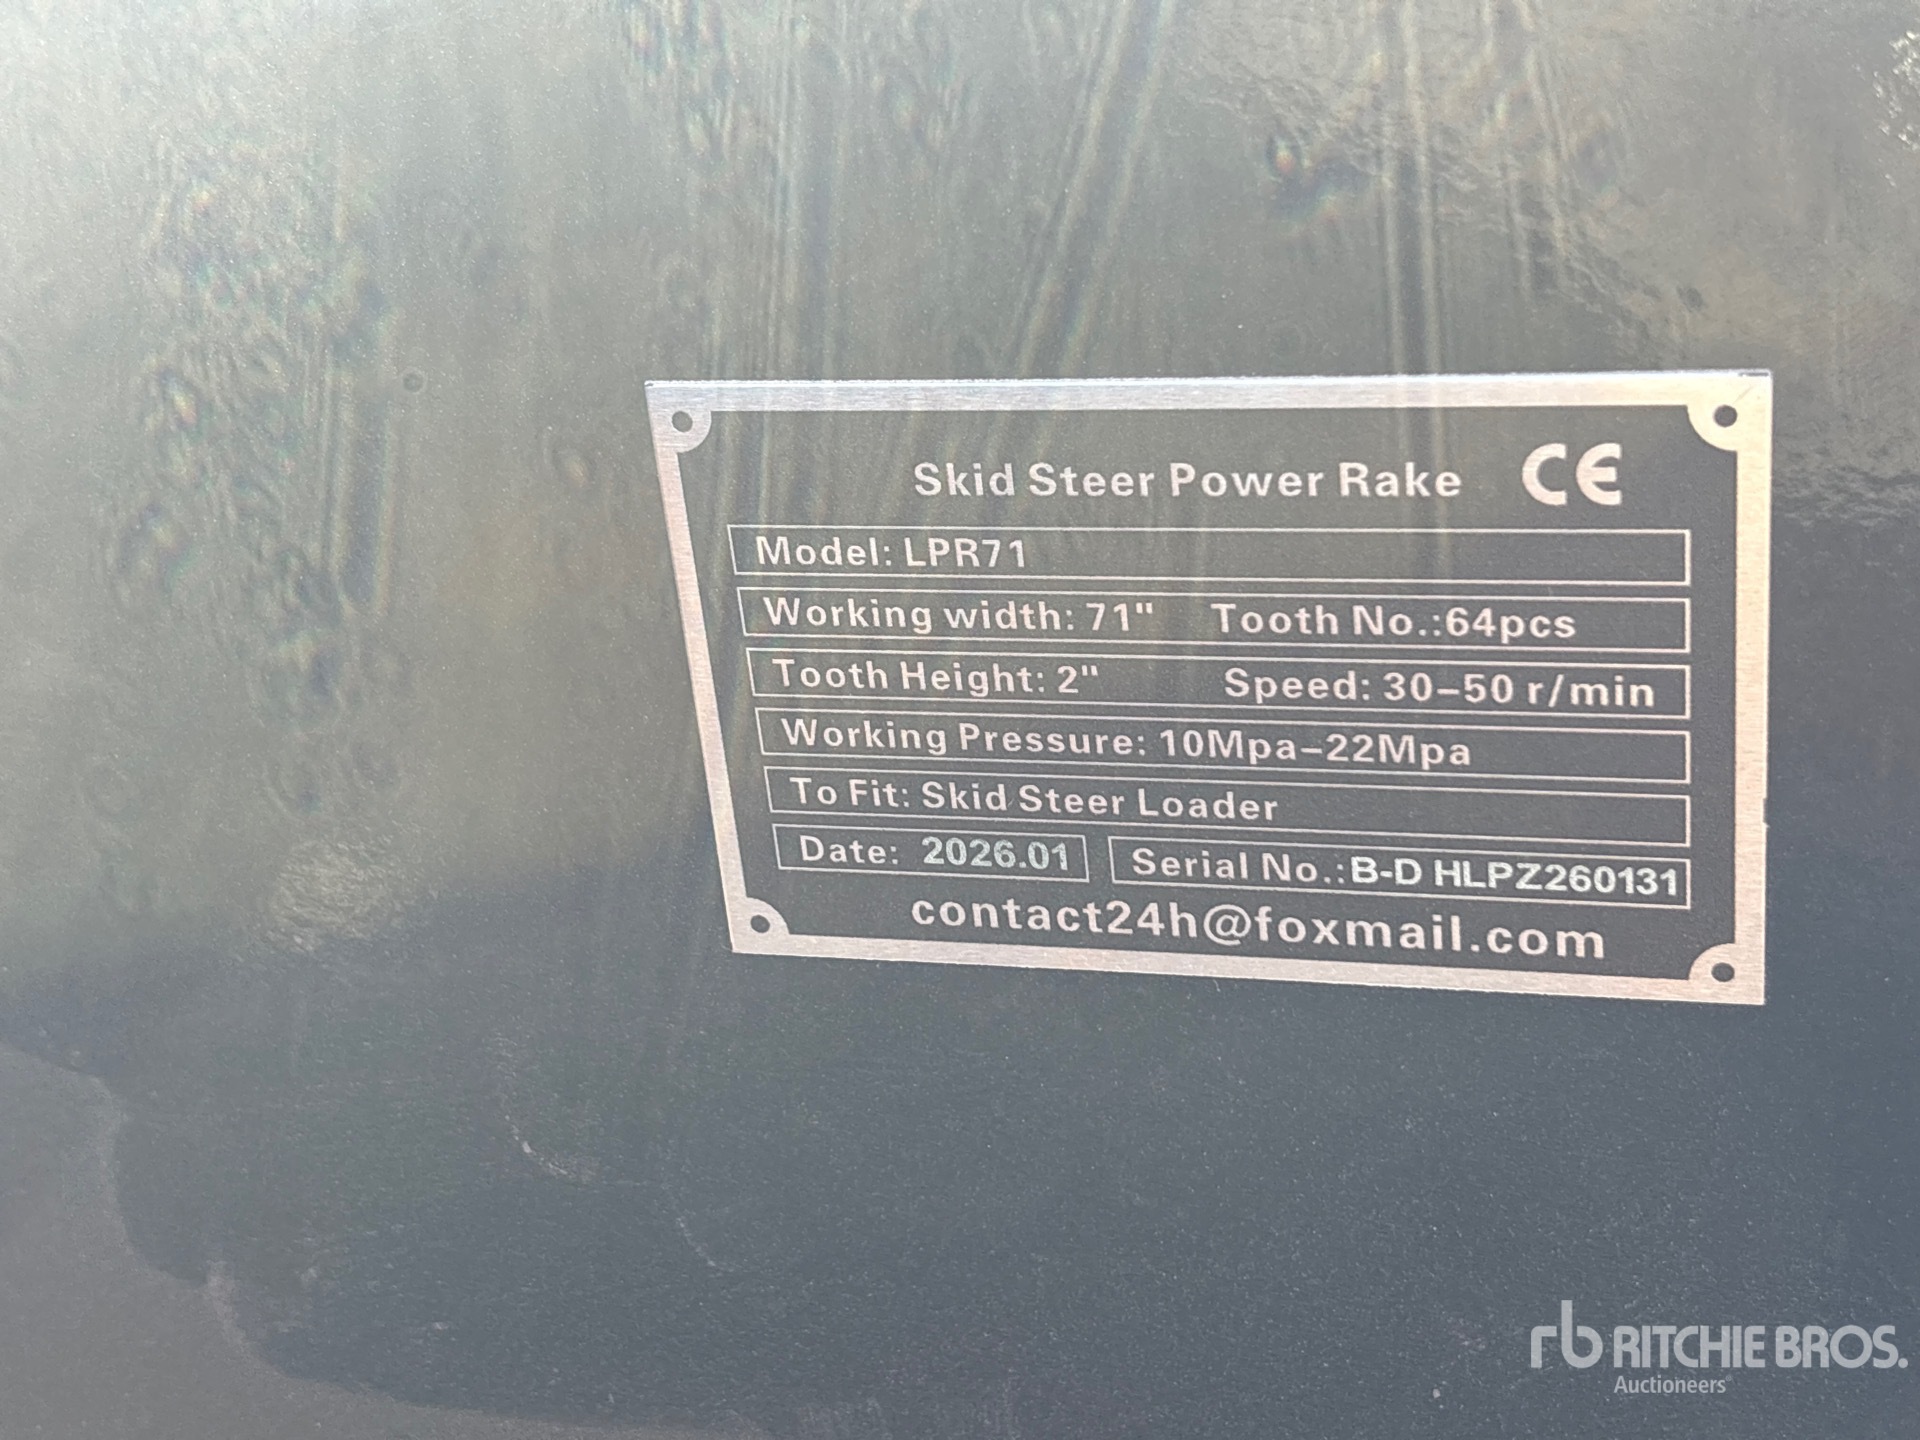 Skid Steer Power Rake CE
Model: LPR71
Working width: 71" Tooth No.:64pcs
Tooth Height: 2" Speed: 30-50 r/min
Working Pressure: 10Mpa-22Mpa
To Fit: Skid Steer Loader
Date: 2026.01 Serial No.:B-D HLPZ260131
contact24h@foxmail.com
rb RITCHIE BROS.
Auctioneers